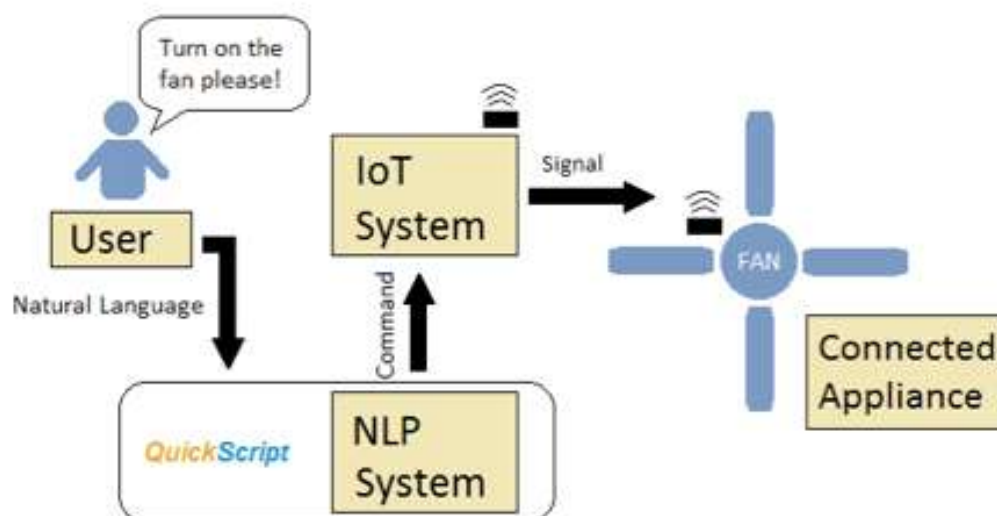 Turn on the
fan please!
User
Natural Language
IoT
System
Signal
FAN
Connected
Appliance
Command
QuickScript
NLP
System